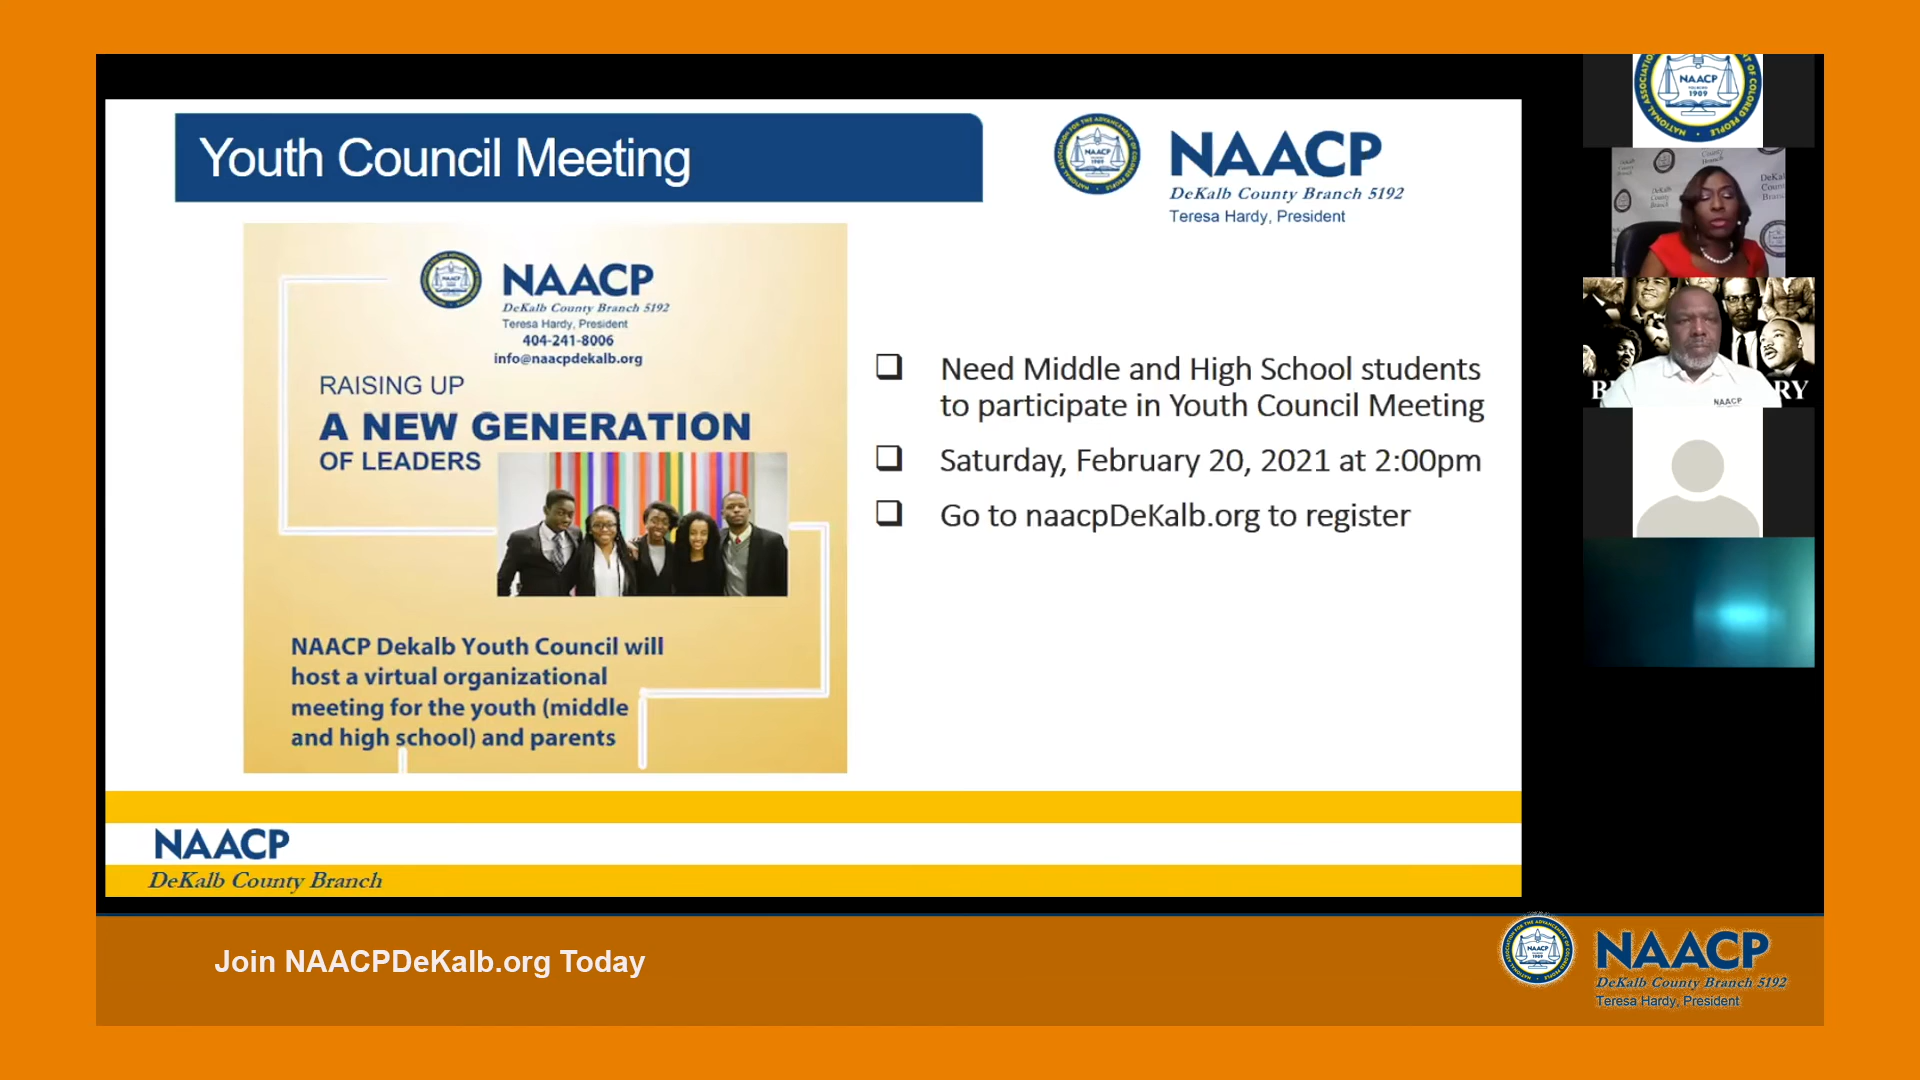 Youth Council Meeting
NAACP
DeKalb County Branch 5192
Teresa Hardy, President
NAACP
DeKalb County Branch 5192
Teresa Hardy, President
404-241-8006
info@naacpdekalb.org
RAISING UP
A NEW GENERATION
OF LEADERS
NAACP Dekalb Youth Council will
host a virtual organizational
meeting for the youth (middle
and high school) and parents
❑ Need Middle and High School students
to participate in Youth Council Meeting
❑ Saturday, February 20, 2021 at 2:00pm
❑ Go to naacpDeKalb.org to register
NAACP
DeKalb County Branch
NAACP
1909
NAACP
RY
Join NAACPDeKalb.org Today
NAACP
DeKalb County Branch 5192
Teresa Hardy, President